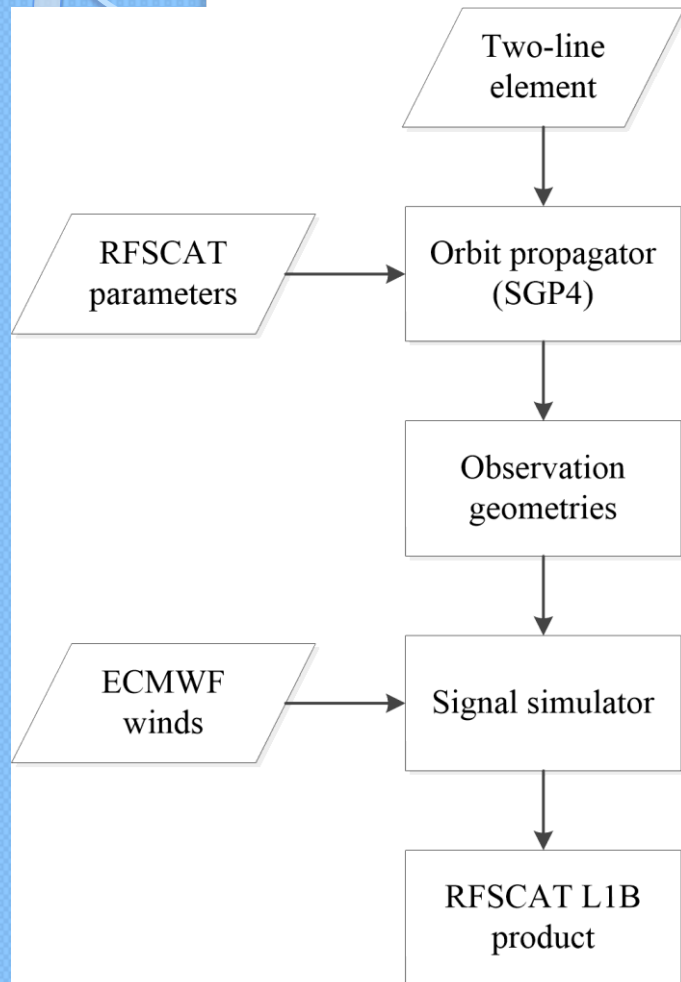 Two-line
element
RFSCAT
parameters
Orbit propagator
(SGP4)
Observation
geometries
ECMWF
winds
Signal simulator
RFSCAT L1B
product